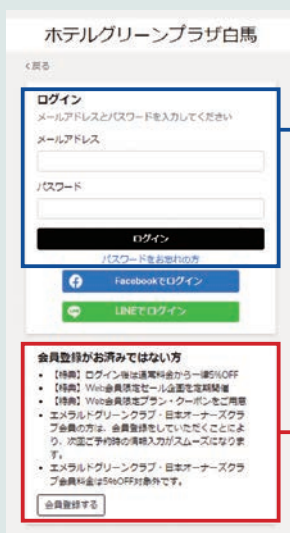 ホテルグリーンプラザ白馬
<戻る
ログイン
メールアドレスとパスワードを入力してください
メールアドレス
パスワード
ログイン
パスワードをお忘れの方
Facebookでログイン
LINEでログイン
会員登録がお済みではない方
• 【特典】ログイン後は通常料金から一律5%OFF
• 【特典】Web会員限定セール企画を定期開催
• 【特典】Web会員限定プラン・クーポンをご用意
• エメラルドグリーンクラブ・日本オーナーズクラ
ブ会員の方は、会員登録をしていただくことによ
り、次回ご予約時の情報入力がスムーズになりま
す。
• エメラルドグリーンクラブ・日本オーナーズクラ
ブ会員料金は5%OFF対象外です。
会員登録する